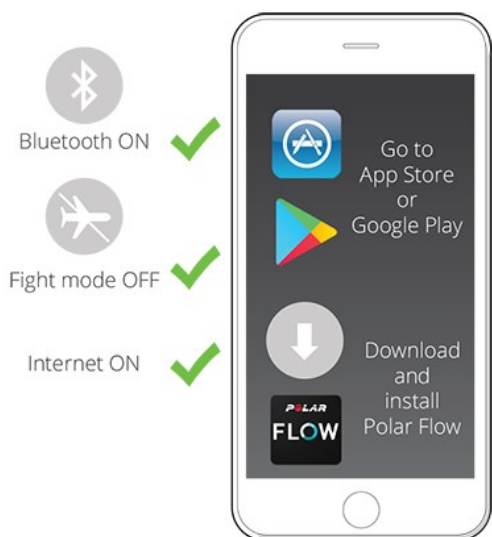 Bluetooth ON
Fight mode OFF
Internet ON
Go to
App Store
or
Google Play
Download
and
install
Polar Flow
POLAR
FLOW